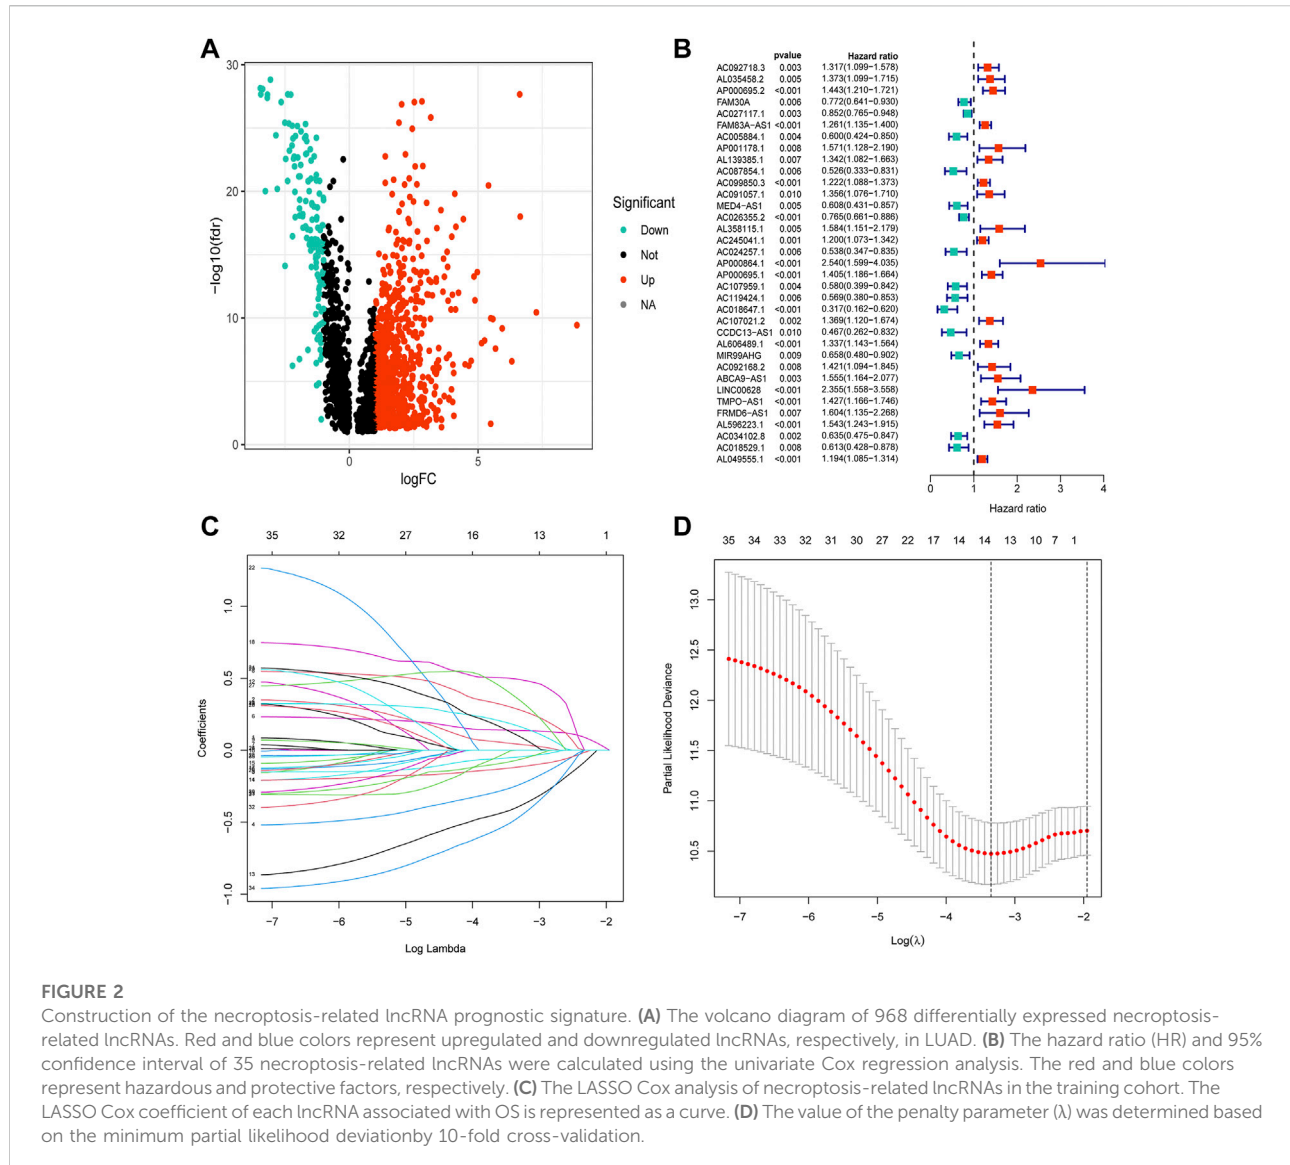 A
30
20
10
0
−log10(fdr)
0
5
logFC
Significant
Down
Not
Up
NA
B
pvalue Hazard ratio
AC092718.3 0.003 1.317(1.099−1.578)
AL035458.2 0.005 1.373(1.099−1.715)
AP000695.2 <0.001 1.443(1.210−1.721)
FAM30A 0.006 0.772(0.641−0.930)
AC027117.1 0.003 0.852(0.765−0.948)
FAM83A−AS1 <0.001 1.261(1.135−1.400)
AC005884.1 0.004 0.600(0.424−0.850)
AP001178.1 0.008 1.571(1.128−2.190)
AL139385.1 0.007 1.342(1.082−1.663)
AC087854.1 0.006 0.526(0.333−0.831)
AC099850.3 <0.001 1.222(1.088−1.373)
AC091057.1 0.010 1.356(1.076−1.710)
MED4−AS1 0.005 0.608(0.431−0.857)
AC026355.2 <0.001 0.765(0.661−0.886)
AL358115.1 0.005 1.584(1.151−2.179)
AC245041.1 0.001 1.200(1.073−1.342)
AC024257.1 0.006 0.538(0.347−0.835)
AP000864.1 <0.001 2.540(1.599−4.035)
AP000695.1 <0.001 1.405(1.186−1.664)
AC107959.1 0.004 0.580(0.399−0.842)
AC119424.1 0.006 0.569(0.380−0.853)
AC018647.1 <0.001 0.317(0.162−0.620)
AC107021.2 0.002 1.369(1.120−1.674)
CCDC13−AS1 0.010 0.467(0.262−0.832)
AL606489.1 <0.001 1.337(1.143−1.564)
MIR99AHG 0.009 0.658(0.480−0.902)
AC092168.2 0.008 1.421(1.094−1.845)
ABCA9−AS1 0.003 1.555(1.164−2.077)
LINC00628 <0.001 2.355(1.558−3.558)
TMPO−AS1 <0.001 1.427(1.166−1.746)
FRMD6−AS1 0.007 1.604(1.135−2.268)
AL596223.1 <0.001 1.543(1.243−1.915)
AC034102.8 0.002 0.635(0.475−0.847)
AC018529.1 0.008 0.613(0.428−0.878)
AL049555.1 <0.001 1.194(1.085−1.314)
0 1 2 3 4
Hazard ratio
C
35 32 27 16 13 1
1.0
0.5
0.0
−0.5
−1.0
Coefficients
22
18
6
14
32
4
13
34
−7 −6 −5 −4 −3 −2
Log Lambda
D
35 34 33 32 31 30 27 22 17 14 14 13 10 7 1
13.0
12.5
12.0
11.5
11.0
10.5
Partial Likelihood Deviance
−7 −6 −5 −4 −3 −2
Log(λ)
FIGURE 2
Construction of the necroptosis-related lncRNA prognostic signature. (A) The volcano diagram of 968 differentially expressed necroptosis-
related lncRNAs. Red and blue colors represent upregulated and downregulated lncRNAs, respectively, in LUAD. (B) The hazard ratio (HR) and 95%
confidence interval of 35 necroptosis-related lncRNAs were calculated using the univariate Cox regression analysis. The red and blue colors
represent hazardous and protective factors, respectively. (C) The LASSO Cox analysis of necroptosis-related lncRNAs in the training cohort. The
LASSO Cox coefficient of each lncRNA associated with OS is represented as a curve. (D) The value of the penalty parameter (λ) was determined based
on the minimum partial likelihood deviationby 10-fold cross-validation.